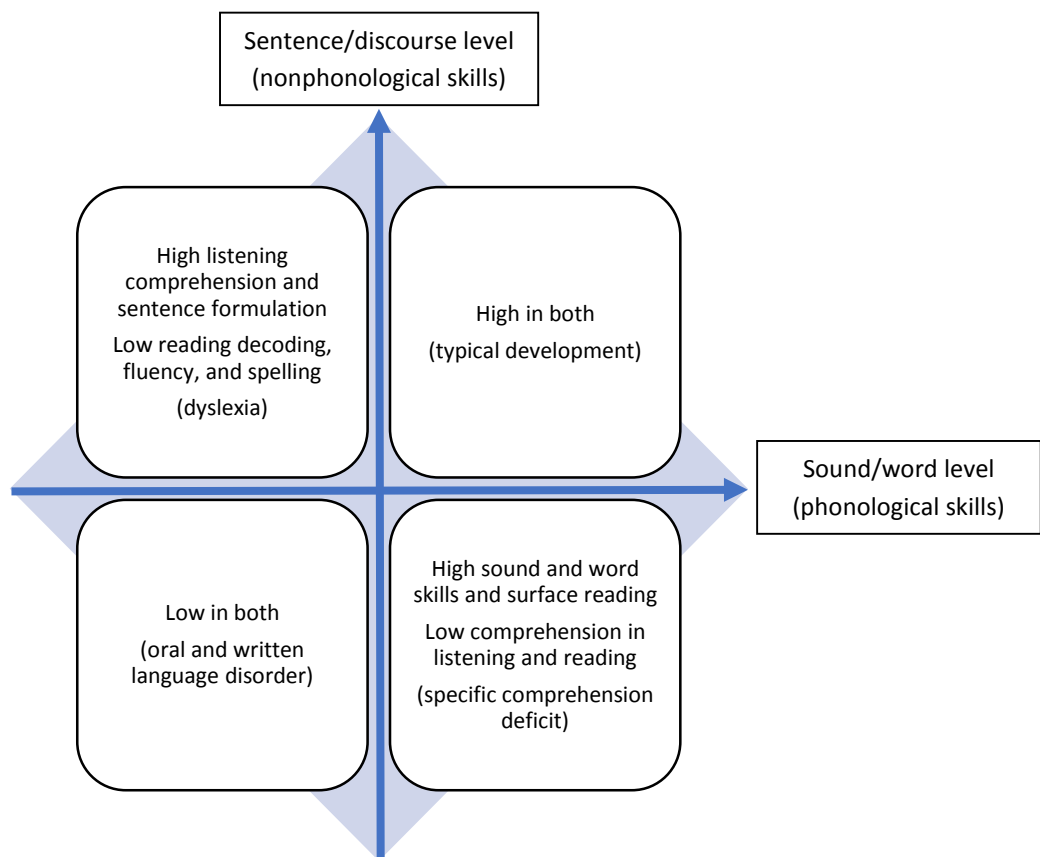 Sentence/discourse level
(nonphonological skills)
High listening
comprehension and
sentence formulation
Low reading decoding,
fluency, and spelling
(dyslexia)
High in both
(typical development)
Sound/word level
(phonological skills)
Low in both
(oral and written
language disorder)
High sound and word
skills and surface reading
Low comprehension in
listening and reading
(specific comprehension
deficit)